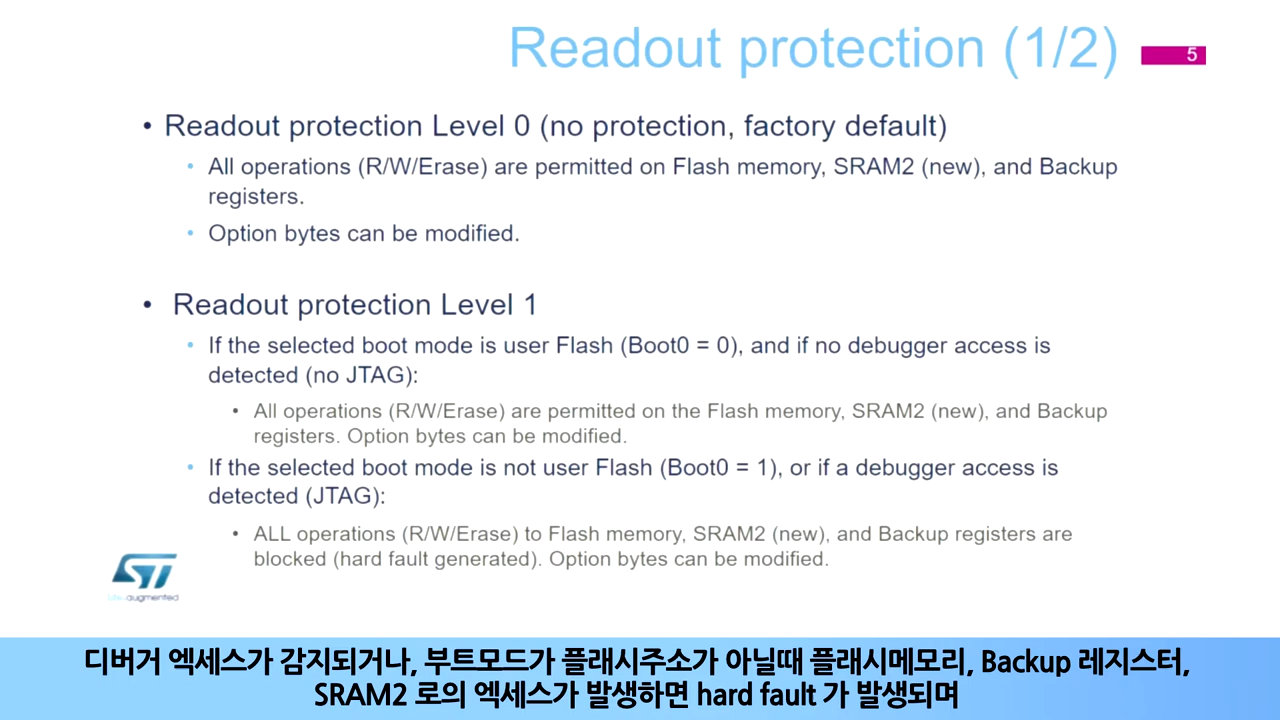 Readout protection (1/2)
5
• Readout protection Level 0 (no protection, factory default)
• All operations (R/W/Erase) are permitted on Flash memory, SRAM2 (new), and Backup
registers.
• Option bytes can be modified.
• Readout protection Level 1
• If the selected boot mode is user Flash (Boot0 = 0), and if no debugger access is
detected (no JTAG):
• All operations (R/W/Erase) are permitted on the Flash memory, SRAM2 (new), and Backup
registers. Option bytes can be modified.
• If the selected boot mode is not user Flash (Boot0 = 1), or if a debugger access is
detected (JTAG):
• ALL operations (R/W/Erase) to Flash memory, SRAM2 (new), and Backup registers are
blocked (hard fault generated). Option bytes can be modified.
ST
life.augmented
디버거 엑세스가 감지되거나, 부트모드가 플래시주소가 아닐때 플래시메모리, Backup 레지스터,
SRAM2 로의 엑세스가 발생하면 hard fault 가 발생되며